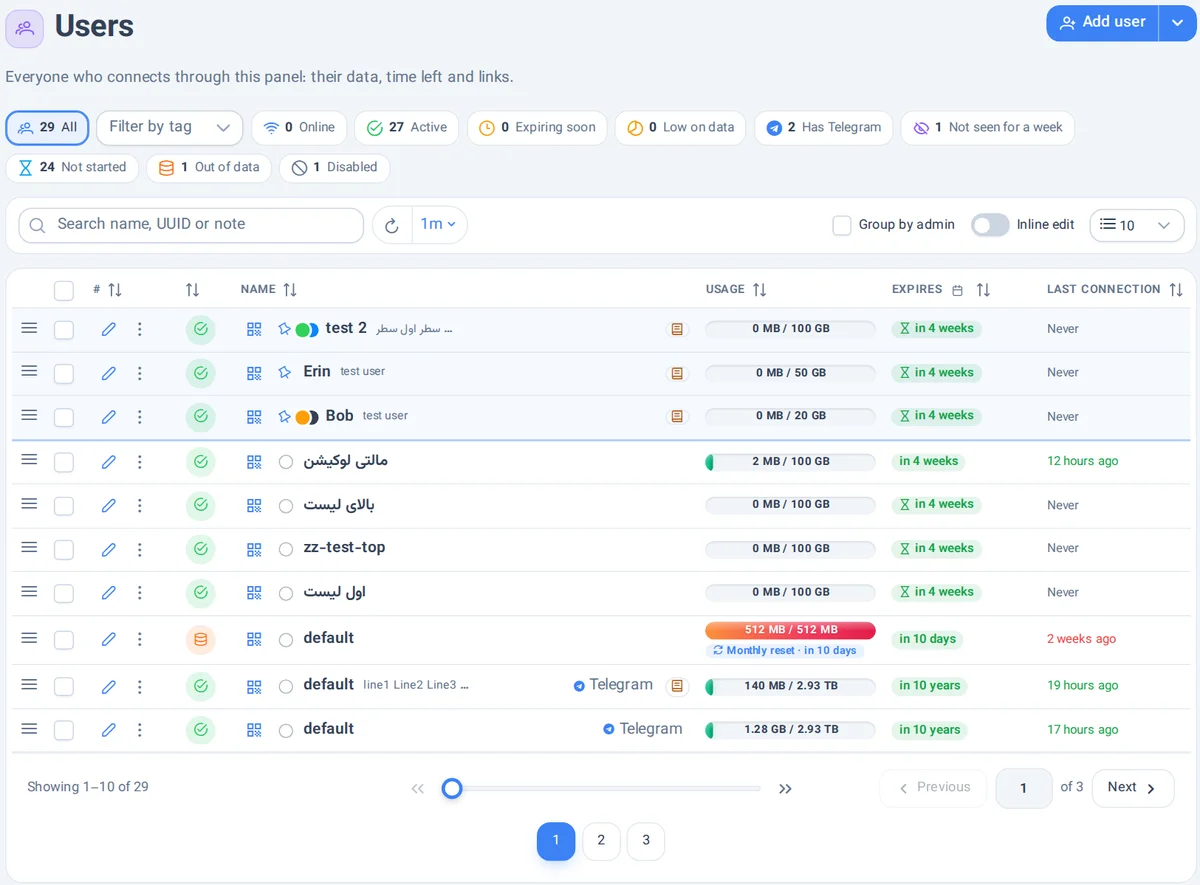 Users
Add user
Everyone who connects through this panel: their data, time left and links.
29 All
Filter by tag
0 Online
27 Active
0 Expiring soon
0 Low on data
2 Has Telegram
1 Not seen for a week
24 Not started
1 Out of data
1 Disabled
Search name, UUID or note
1m
Group by admin
Inline edit
10
# NAME USAGE EXPIRES LAST CONNECTION
test 2 سطر اول سطر ... 0 MB / 100 GB in 4 weeks Never
Erin test user 0 MB / 50 GB in 4 weeks Never
Bob test user 0 MB / 20 GB in 4 weeks Never
مالتی لوکیشن 2 MB / 100 GB in 4 weeks 12 hours ago
بالای لیست 0 MB / 100 GB in 4 weeks Never
zz-test-top 0 MB / 100 GB in 4 weeks Never
اول لیست 0 MB / 100 GB in 4 weeks Never
default 512 MB / 512 MB in 10 days 2 weeks ago
Monthly reset · in 10 days
default line1 Line2 Line3 ... Telegram 140 MB / 2.93 TB in 10 years 19 hours ago
default Telegram 1.28 GB / 2.93 TB in 10 years 17 hours ago
Showing 1–10 of 29
« »
‹ Previous 1 of 3 Next ›
1 2 3